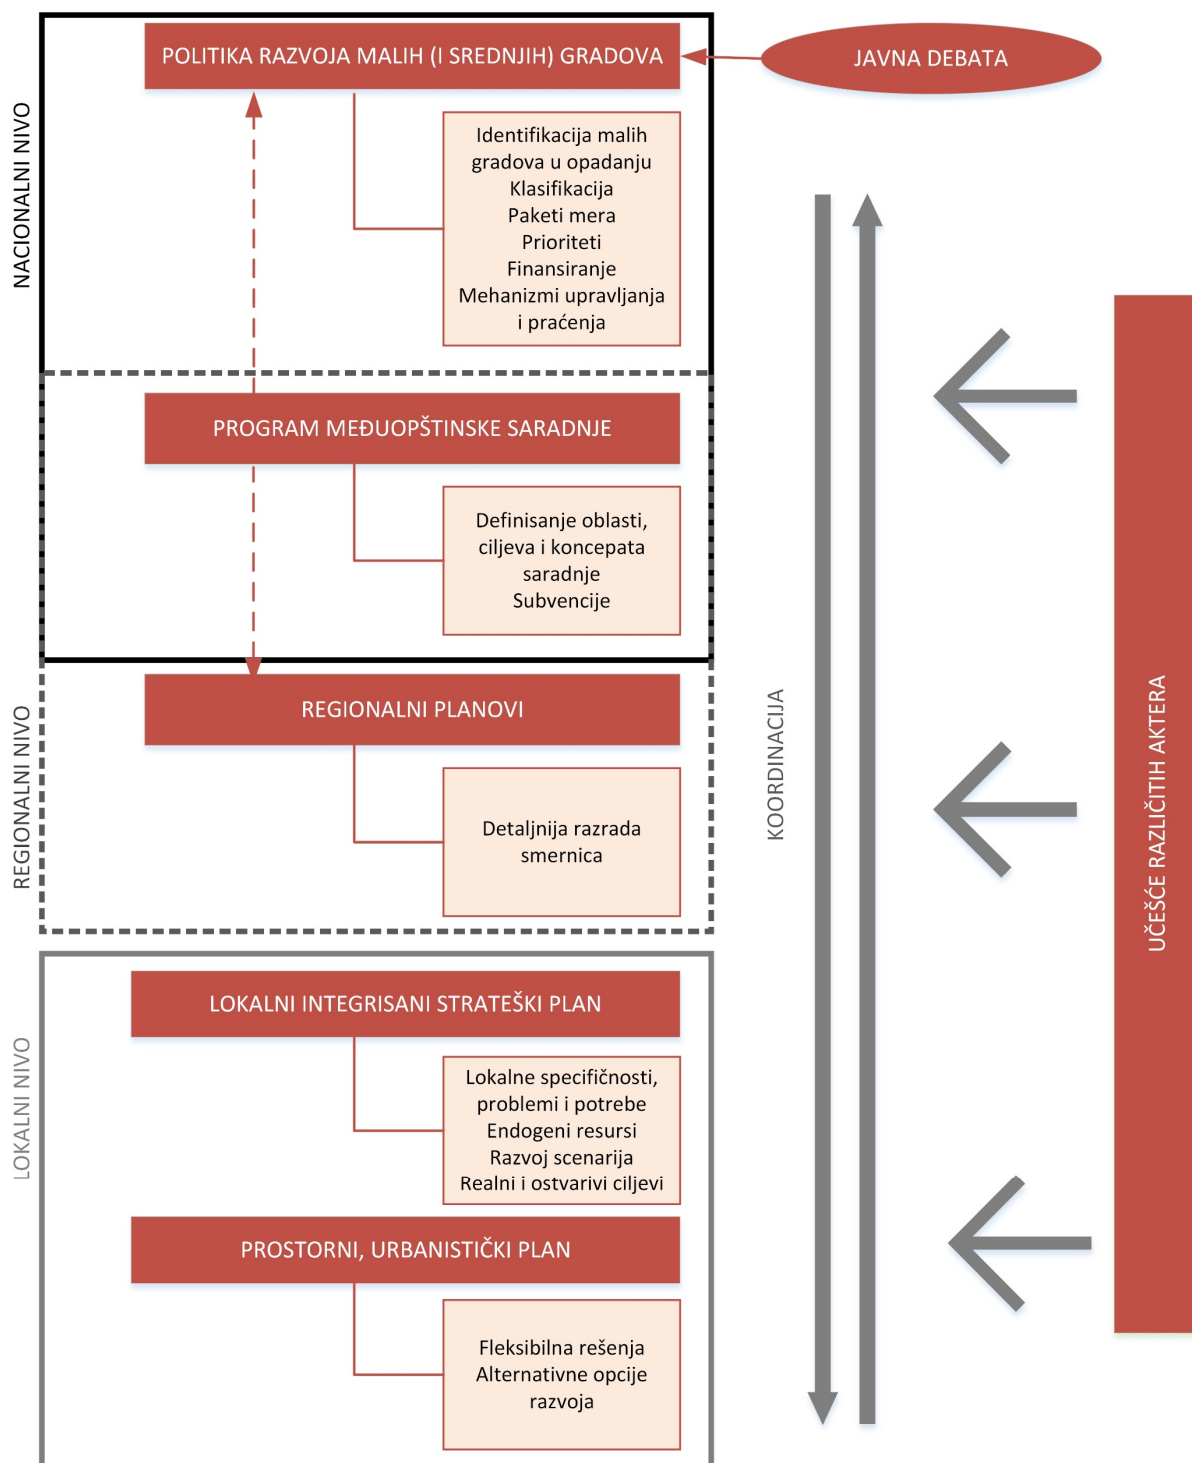 POLITIKA RAZVOJA MALIH (I SREDNJIH) GRADOVA
JAVNA DEBATA
NACIONALNI NIVO
Identifikacija malih
gradova u opadanju
Klasifikacija
Paketi mera
Prioriteti
Finansiranje
Mehanizmi upravljanja
i praćenja
PROGRAM MEĐUOPŠTINSKE SARADNJE
Definisanje oblasti,
ciljeva i koncepata
saradnje
Subvencije
REGIONALNI NIVO
REGIONALNI PLANOVI
Detaljnija razrada
smernica
KOORDINACIJA
UČEŠĆE RAZLIČITIH AKTERA
LOKALNI NIVO
LOKALNI INTEGRISANI STRATEŠKI PLAN
Lokalne specifičnosti,
problemi i potrebe
Endogeni resursi
Razvoj scenarija
Realni i ostvarivi ciljevi
PROSTORNI, URBANISTIČKI PLAN
Fleksibilna rešenja
Alternativne opcije
razvoja